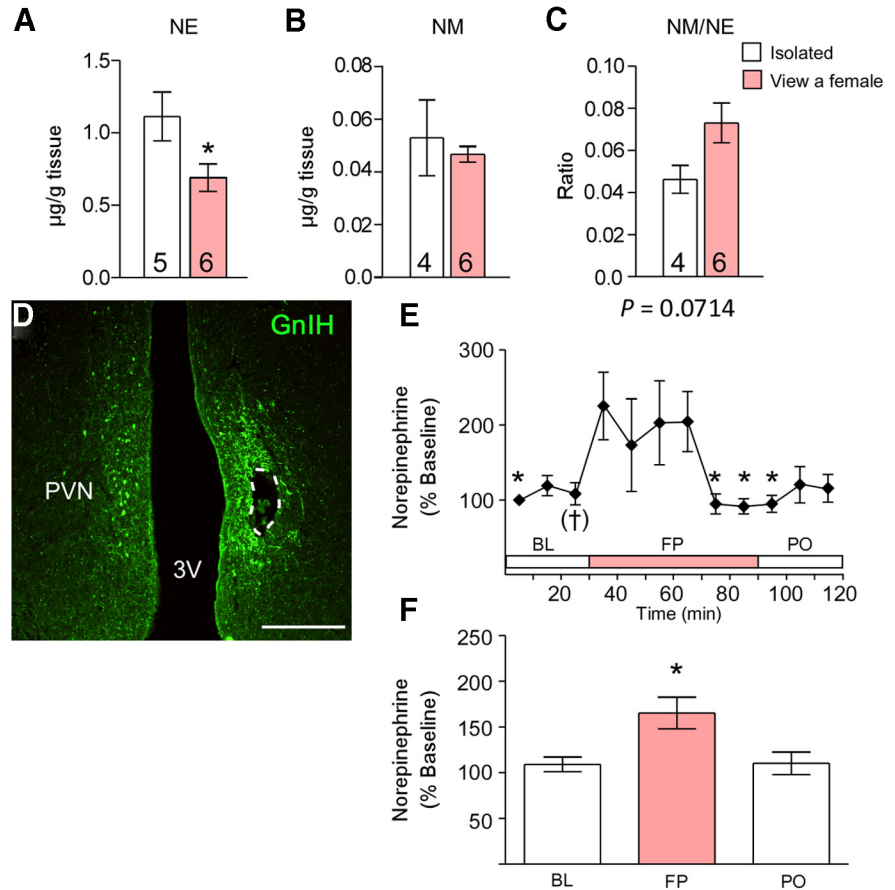 A
NE
1.5
1.0
0.5
0.0
µg/g tissue
*
5
6
B
NM
0.08
0.06
0.04
0.02
0.0
µg/g tissue
4
6
C
NM/NE
0.10
0.08
0.06
0.04
0.02
0.0
Ratio
4
6
P = 0.0714
Isolated
View a female
D
GnIH
PVN
3V
E
300
200
100
Norepinephrine
(% Baseline)
*
(†)
* * *
BL FP PO
20 40 60 80 100 120
Time (min)
F
250
200
150
100
50
Norepinephrine
(% Baseline)
*
BL FP PO